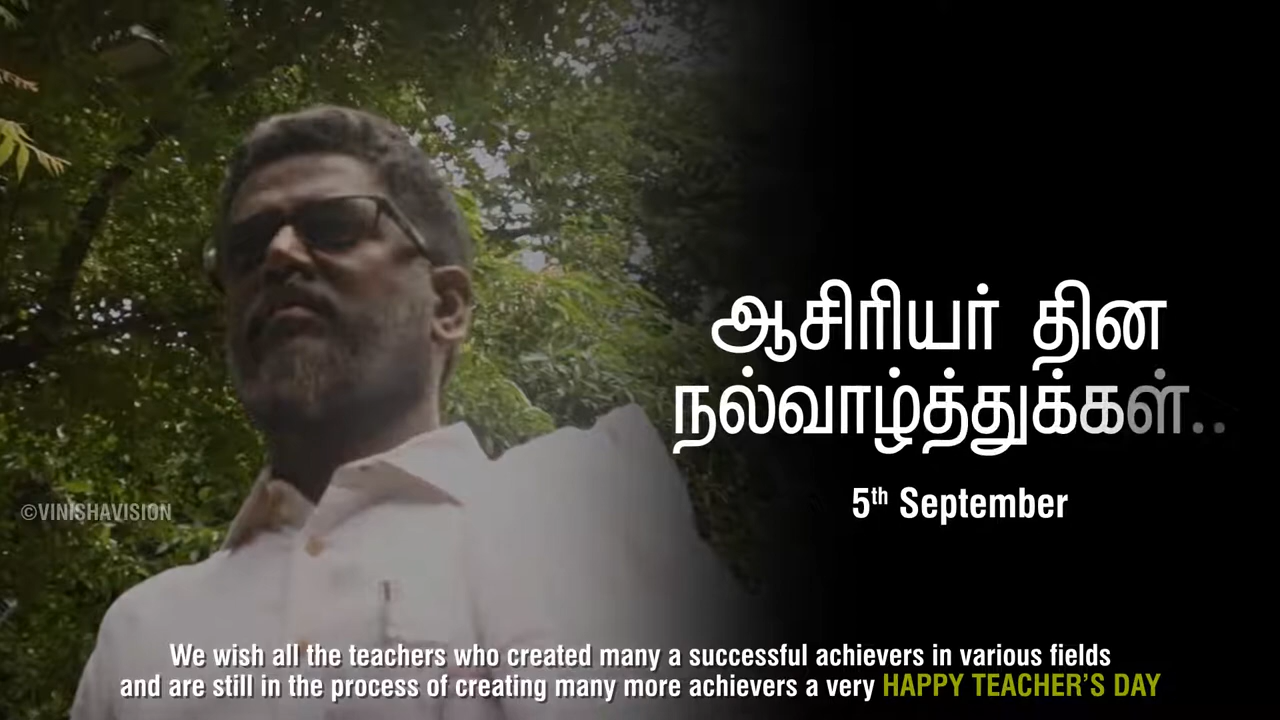 ஆசிரியர் தின
நல்வாழ்த்துக்கள்..
5th September
©VINISHAVISION
We wish all the teachers who created many a successful achievers in various fields
and are still in the process of creating many more achievers a very HAPPY TEACHER'S DAY